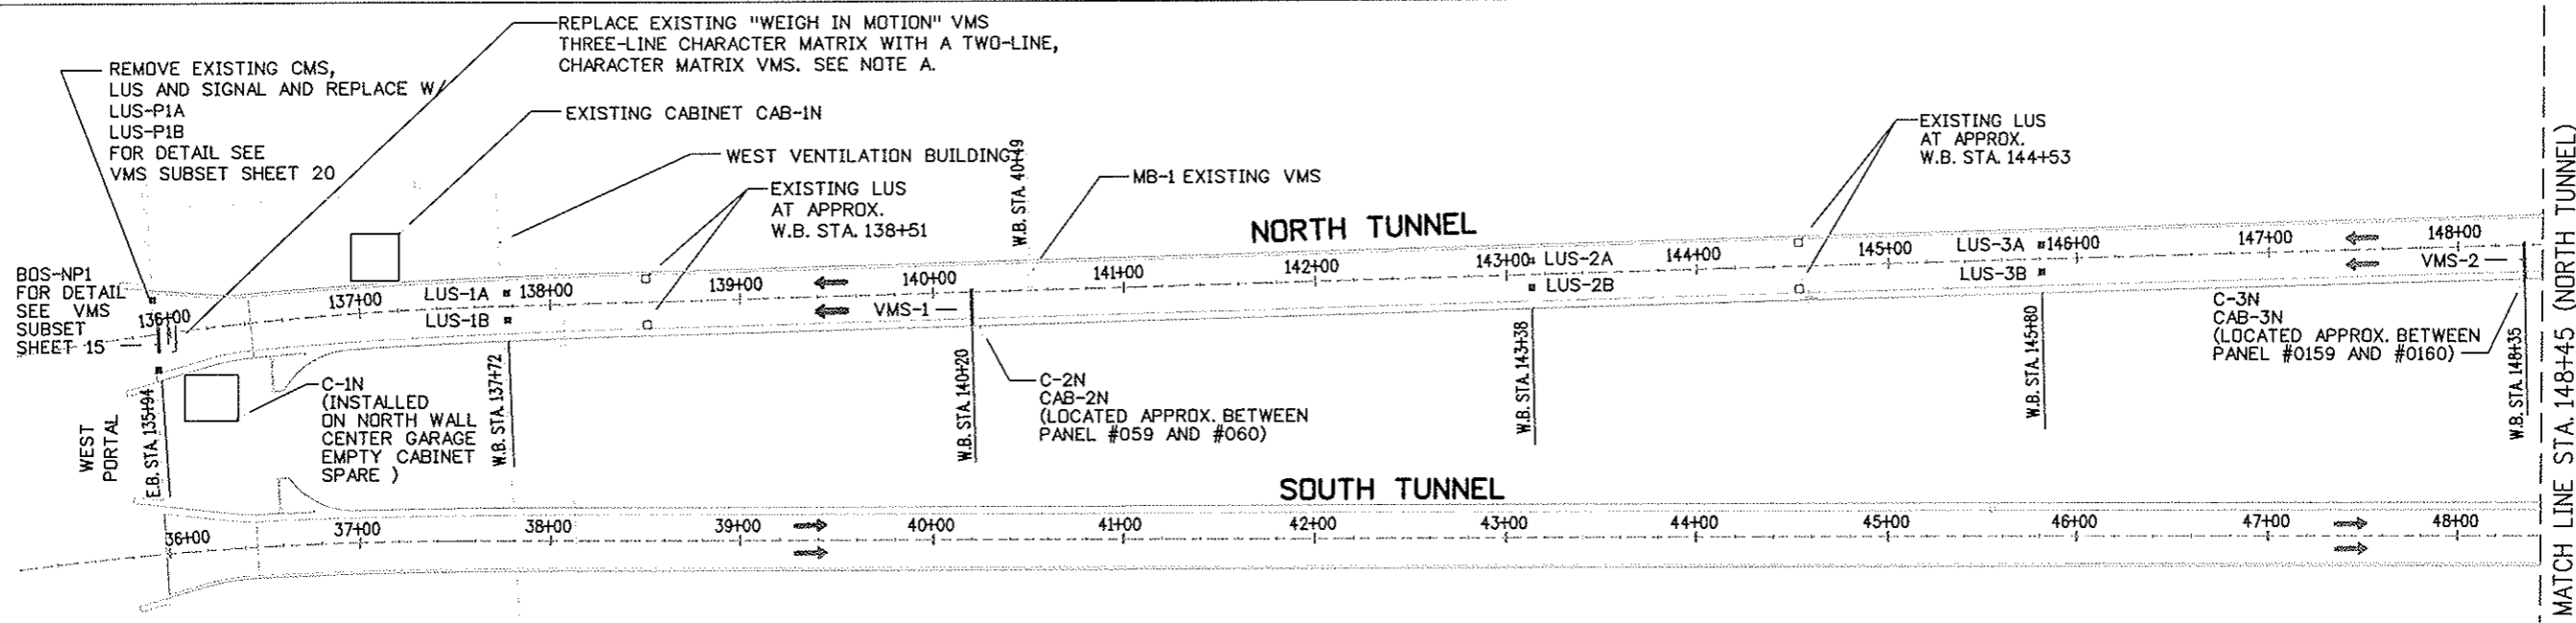 REPLACE EXISTING "WEIGH IN MOTION" VMS
THREE-LINE CHARACTER MATRIX WITH A TWO-LINE,
CHARACTER MATRIX VMS. SEE NOTE A.
REMOVE EXISTING CMS,
LUS AND SIGNAL AND REPLACE W/
LUS-P1A
LUS-P1B
FOR DETAIL SEE
VMS SUBSET SHEET 20
EXISTING CABINET CAB-1N
WEST VENTILATION BUILDING
EXISTING LUS
AT APPROX.
W.B. STA. 138+51
W.B. STA. 40+49
MB-1 EXISTING VMS
EXISTING LUS
AT APPROX.
W.B. STA. 144+53
NORTH TUNNEL
BOS-NP1
FOR DETAIL
SEE VMS
SUBSET
SHEET 15
136+00
137+00
LUS-1A
138+00
LUS-1B
139+00
140+00
VMS-1
141+00
142+00
143+00
LUS-2A
LUS-2B
144+00
145+00
LUS-3A
146+00
LUS-3B
147+00
148+00
VMS-2
C-3N
CAB-3N
(LOCATED APPROX. BETWEEN
PANEL #0159 AND #0160)
WEST
PORTAL
E.B. STA. 135+94
C-1N
(INSTALLED
ON NORTH WALL
CENTER GARAGE
EMPTY CABINET
SPARE )
W.B. STA. 137+72
W.B. STA. 140+20
C-2N
CAB-2N
(LOCATED APPROX. BETWEEN
PANEL #059 AND #060)
W.B. STA. 143+38
W.B. STA. 145+80
W.B. STA. 148+35
MATCH LINE STA. 148+45 (NORTH TUNNEL)
SOUTH TUNNEL
36+00
37+00
38+00
39+00
40+00
41+00
42+00
43+00
44+00
45+00
46+00
47+00
48+00